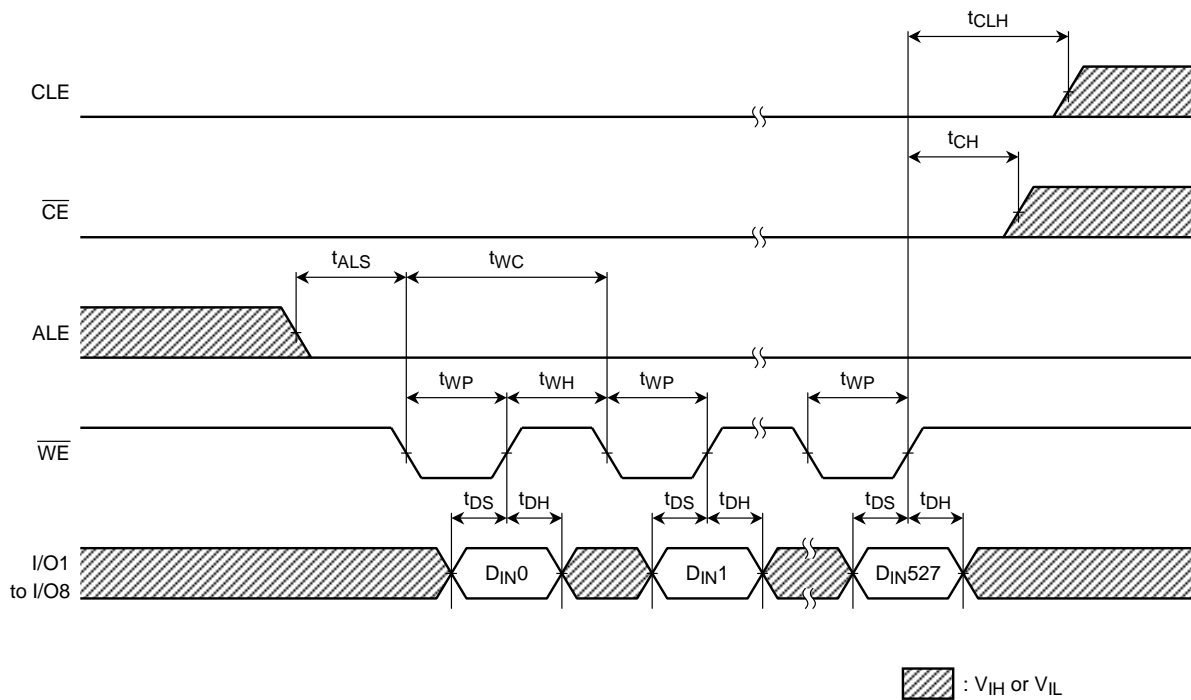 tCLH
CLE
tCH
CE
tALS
tWC
ALE
tWP
tWH
tWP
tWP
WE
tDS
tDH
tDS
tDH
tDS
tDH
I/O1
to I/O8
DIN0
DIN1
DIN527
: VIH or VIL